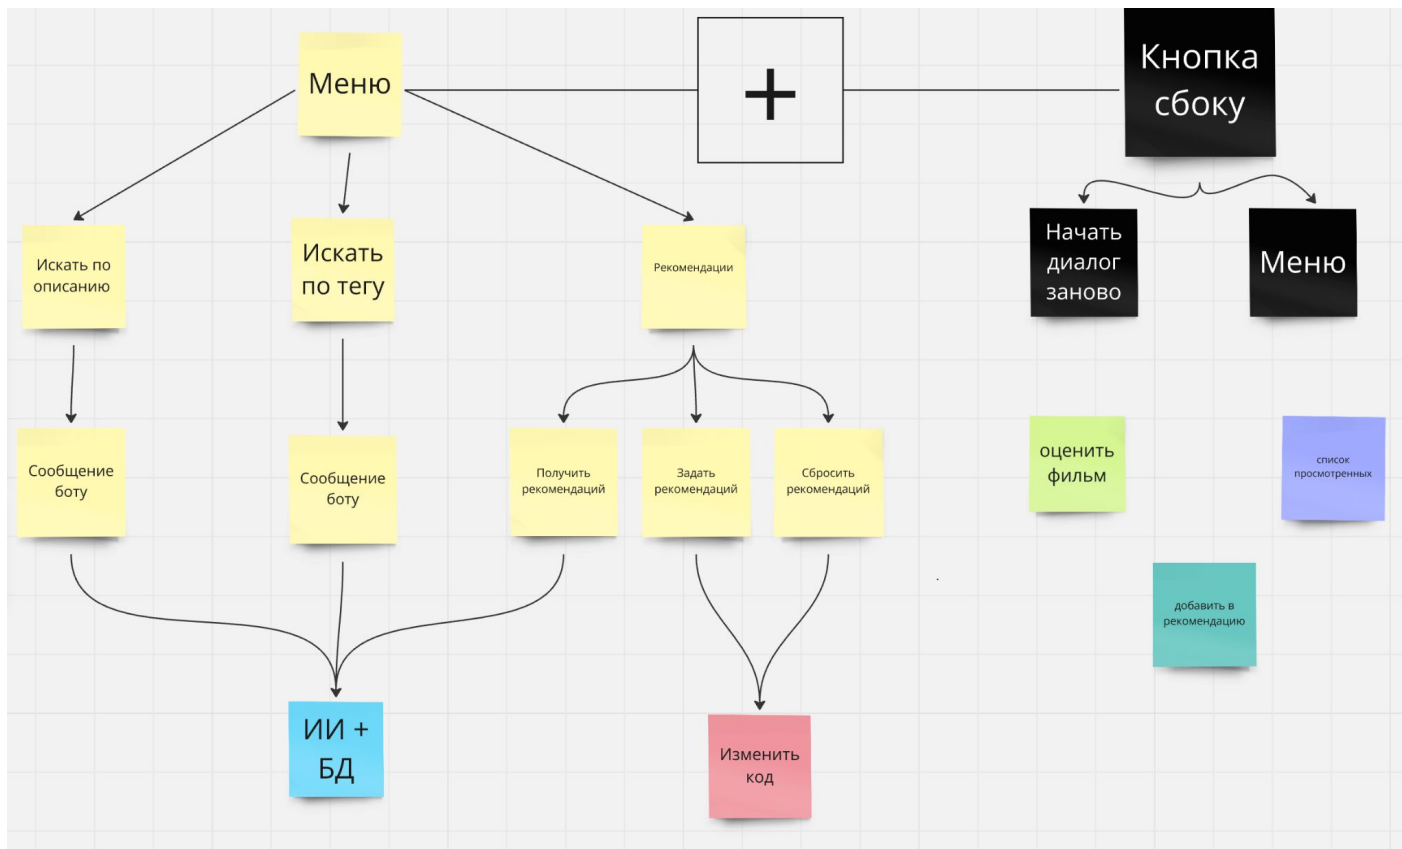 Меню
+
Кнопка
сбоку
Искать по
описанию
Искать
по тегу
Рекомендации
Начать
диалог
заново
Меню
Сообщение
боту
Сообщение
боту
Получить
рекомендаций
Задать
рекомендаций
Сбросить
рекомендаций
оценить
фильм
список
просмотренных
добавить в
рекомендацию
ИИ +
БД
Изменить
код